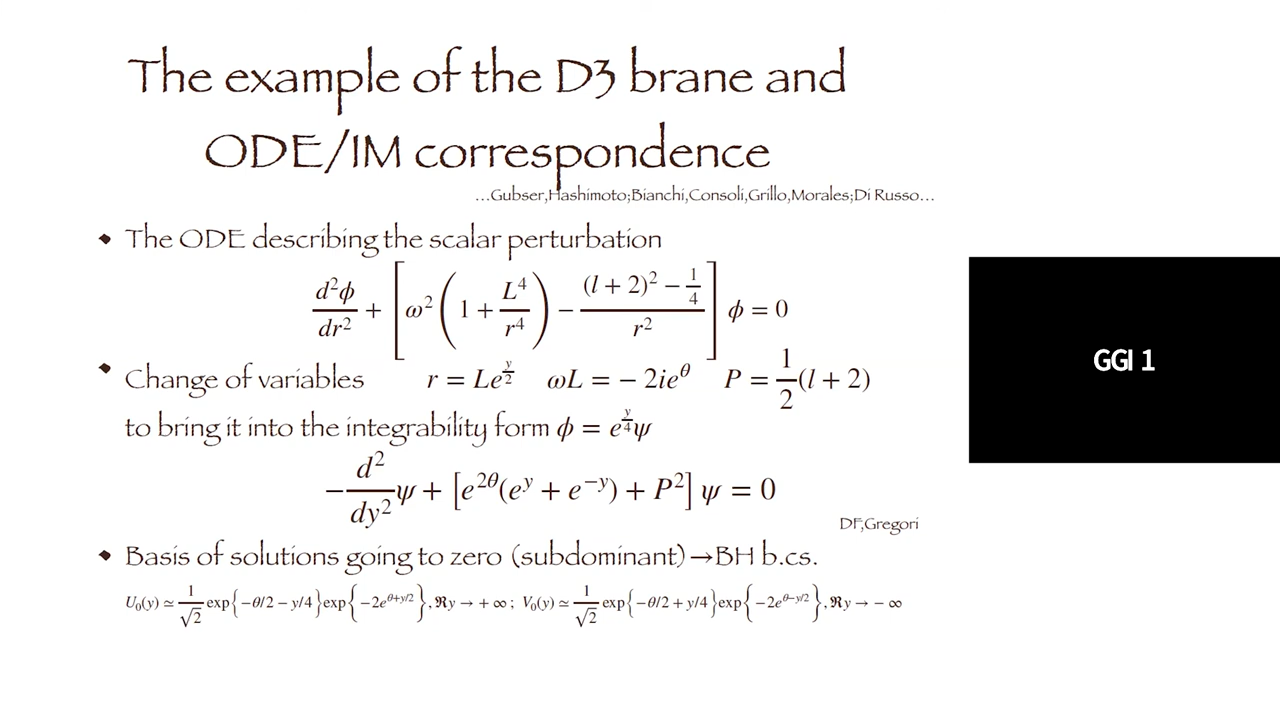 The example of the D3 brane and
ODE/IM correspondence
...Gubser,Hashimoto;Bianchi,Consoli,Grillo,Morales;Di Russo...
• The ODE describing the scalar perturbation
d²ϕ/dr² + [ω²(1 + L⁴/r⁴) − ((l + 2)² − 1/4)/r²] ϕ = 0
• Change of variables r = Le^{y/2} ωL = − 2ie^θ P = 1/2(l + 2)
to bring it into the integrability form ϕ = e^{y/4}ψ
−d²/dy² ψ + [e^{2θ}(e^y + e^{−y}) + P²] ψ = 0
DF,Gregori
• Basis of solutions going to zero (subdominant)→BH b.cs.
U₀(y) ≃ 1/√2 exp{−θ/2 − y/4}exp{−2e^{θ+y/2}}, ℜy → + ∞ ; V₀(y) ≃ 1/√2 exp{−θ/2 + y/4}exp{−2e^{θ−y/2}}, ℜy → − ∞
GGI 1